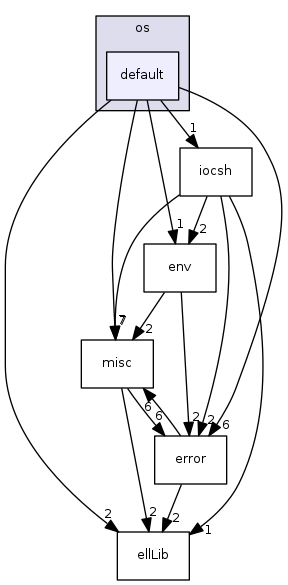 os
default
1
iocsh
1 2
env
7 2
misc
6 6 2 2 6
error
2 2 2 1
ellLib